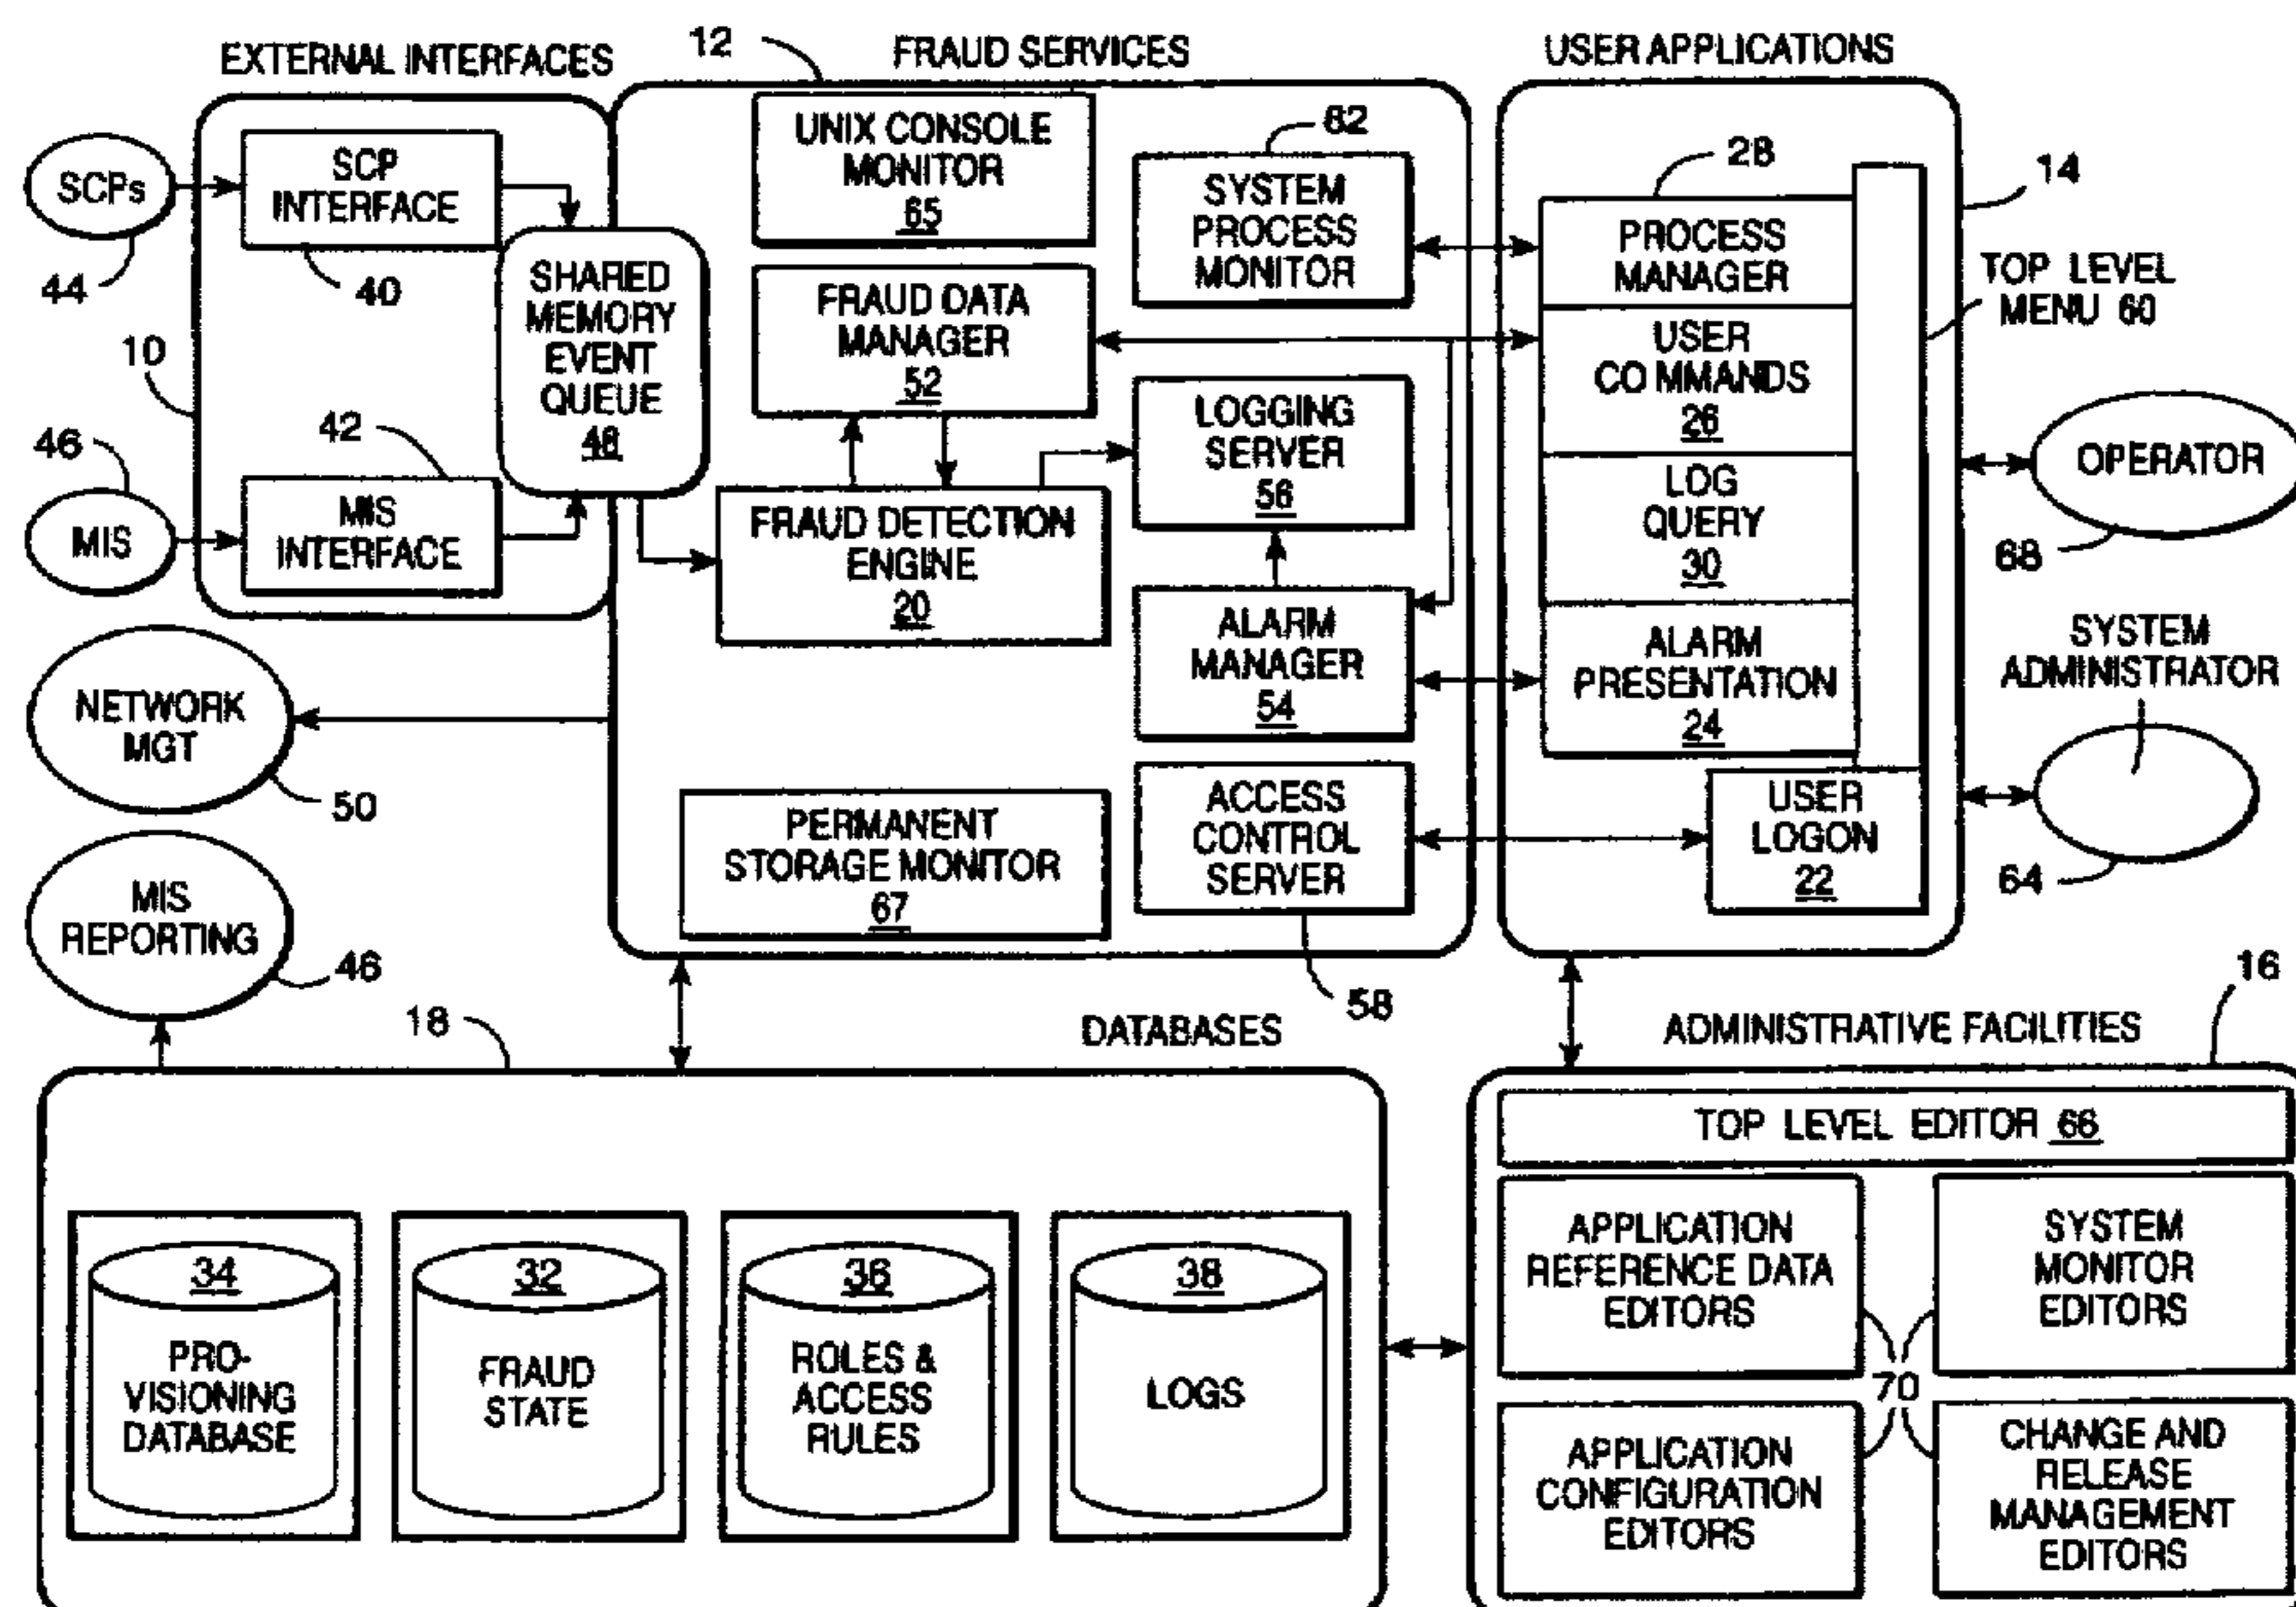 EXTERNAL INTERFACES
12
FRAUD SERVICES
USER APPLICATIONS
SCPs
44
SCP
INTERFACE
40
10
SHARED
MEMORY
EVENT
QUEUE
48
46
MIS
42
MIS
INTERFACE
NETWORK
MGT
50
MIS
REPORTING
46
UNIX CONSOLE
MONITOR
65
FRAUD DATA
MANAGER
52
FRAUD DETECTION
ENGINE
20
PERMANENT
STORAGE MONITOR
67
62
SYSTEM
PROCESS
MONITOR
LOGGING
SERVER
56
ALARM
MANAGER
54
ACCESS
CONTROL
SERVER
58
28
PROCESS
MANAGER
USER
CO MMANDS
26
LOG
QUERY
30
ALARM
PRESENTATION
24
USER
LOGON
22
14
TOP LEVEL
MENU 60
OPERATOR
68
SYSTEM
ADMINISTRATOR
64
18
DATABASES
34
PRO-
VISIONING
DATABASE
32
FRAUD
STATE
36
ROLES &
ACCESS
RULES
38
LOGS
ADMINISTRATIVE FACILITIES
16
TOP LEVEL EDITOR 66
APPLICATION
REFERENCE DATA
EDITORS
SYSTEM
MONITOR
EDITORS
70
APPLICATION
CONFIGURATION
EDITORS
CHANGE AND
RELEASE
MANAGEMENT
EDITORS